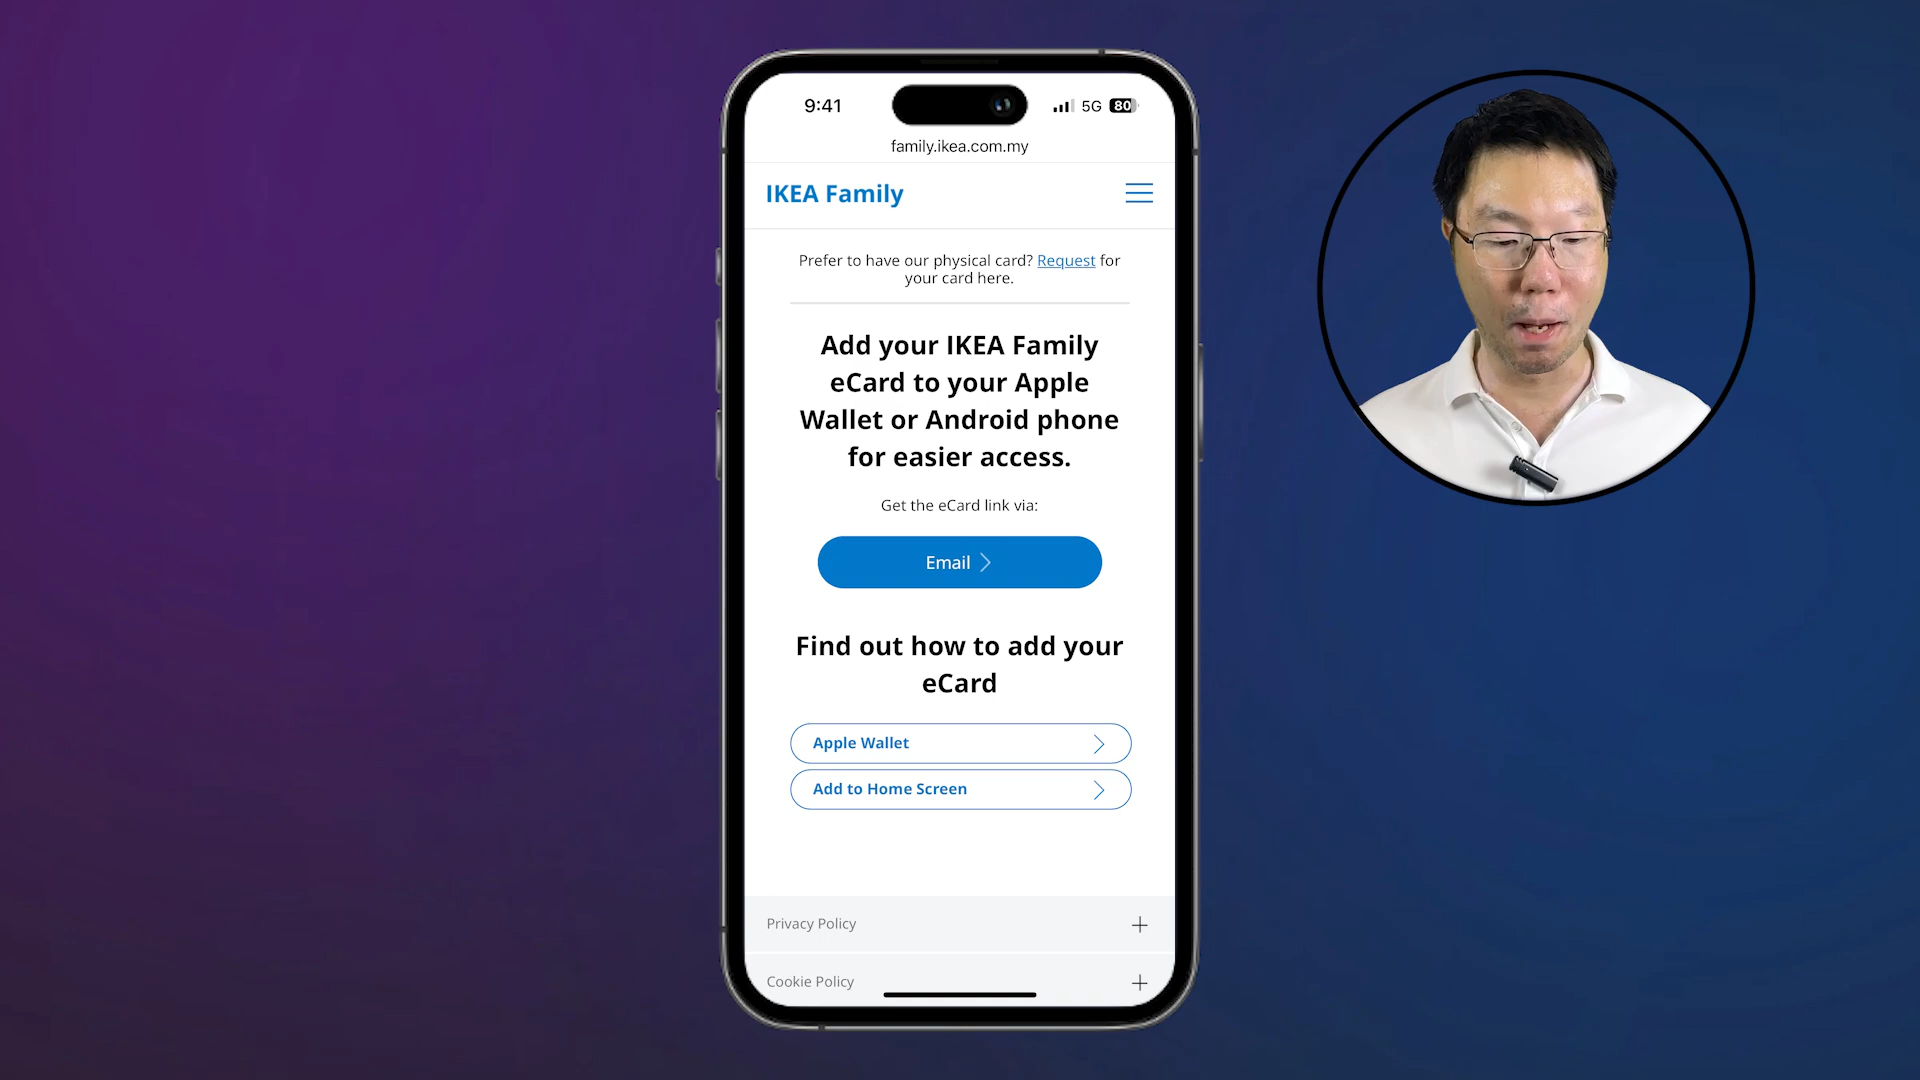 9:41
5G 80
family.ikea.com.my
IKEA Family
Prefer to have our physical card? Request for
your card here.
Add your IKEA Family
eCard to your Apple
Wallet or Android phone
for easier access.
Get the eCard link via:
Email
Find out how to add your
eCard
Apple Wallet
Add to Home Screen
Privacy Policy
Cookie Policy